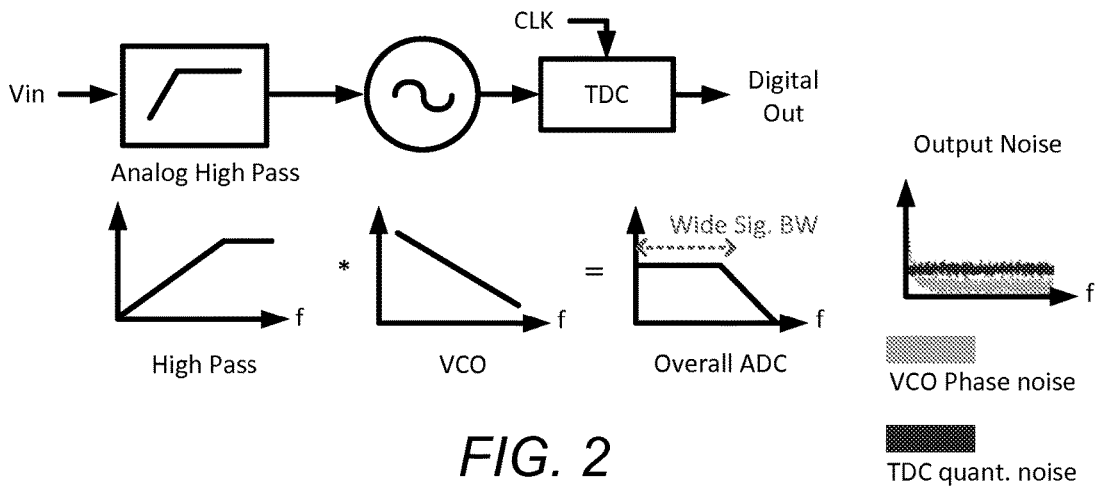 CLK
Vin
TDC
Digital
Out
Analog High Pass
Output Noise
Wide Sig. BW
*
=
f
f
f
f
High Pass
VCO
Overall ADC
VCO Phase noise
TDC quant. noise
FIG. 2